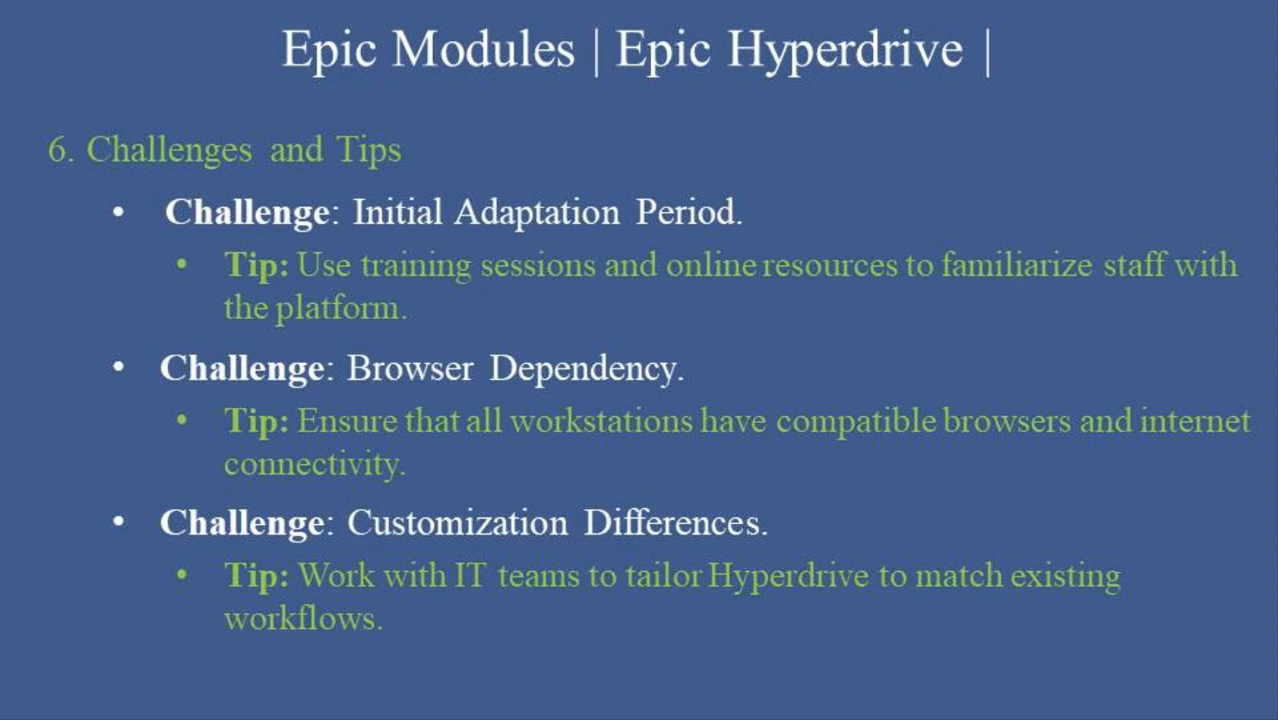 Epic Modules | Epic Hyperdrive |
6. Challenges and Tips
• Challenge: Initial Adaptation Period.
• Tip: Use training sessions and online resources to familiarize staff with
the platform.
• Challenge: Browser Dependency.
• Tip: Ensure that all workstations have compatible browsers and internet
connectivity.
• Challenge: Customization Differences.
• Tip: Work with IT teams to tailor Hyperdrive to match existing
workflows.